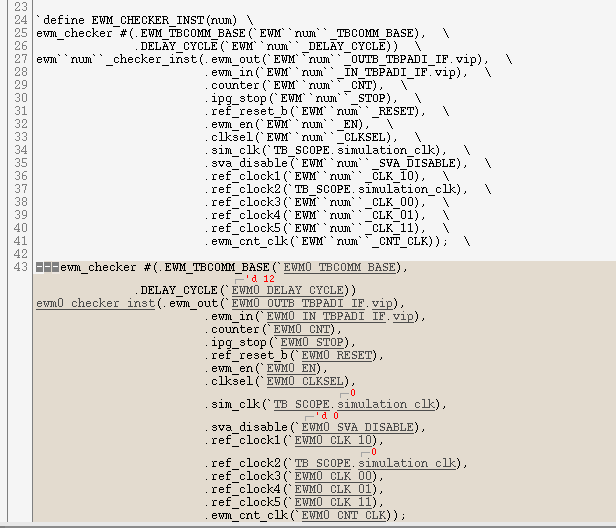 23
24 `define EWM_CHECKER_INST(num) \
25 ewm_checker #(.EWM_TBCOMM_BASE(`EWM``num``_TBCOMM_BASE), \
26 .DELAY_CYCLE(`EWM``num``_DELAY_CYCLE)) \
27 ewm``num``_checker_inst(.ewm_out(`EWM``num``_OUTB_TBPADI_IF.vip), \
28 .ewm_in(`EWM``num``_IN_TBPADI_IF.vip), \
29 .counter(`EWM``num``_CNT), \
30 .ipg_stop(`EWM``num``_STOP), \
31 .ref_reset_b(`EWM``num``_RESET), \
32 .ewm_en(`EWM``num``_EN), \
33 .clksel(`EWM``num``_CLKSEL), \
34 .sim_clk(`TB_SCOPE.simulation_clk), \
35 .sva_disable(`EWM``num``_SVA_DISABLE), \
36 .ref_clock1(`EWM``num``_CLK_10), \
37 .ref_clock2(`TB_SCOPE.simulation_clk), \
38 .ref_clock3(`EWM``num``_CLK_00), \
39 .ref_clock4(`EWM``num``_CLK_01), \
40 .ref_clock5(`EWM``num``_CLK_11), \
41 .ewm_cnt_clk(`EWM``num``_CNT_CLK)); \
42
43 ewm_checker #(.EWM_TBCOMM_BASE(`EWM0_TBCOMM_BASE),
'd 12
.DELAY_CYCLE(`EWM0_DELAY_CYCLE))
ewm0_checker_inst(.ewm_out(`EWM0_OUTB_TBPADI_IF.vip),
.ewm_in(`EWM0_IN_TBPADI_IF.vip),
.counter(`EWM0_CNT),
.ipg_stop(`EWM0_STOP),
.ref_reset_b(`EWM0_RESET),
.ewm_en(`EWM0_EN),
.clksel(`EWM0_CLKSEL),
0
.sim_clk(`TB_SCOPE.simulation_clk),
'd 0
.sva_disable(`EWM0_SVA_DISABLE),
.ref_clock1(`EWM0_CLK_10),
0
.ref_clock2(`TB_SCOPE.simulation_clk),
.ref_clock3(`EWM0_CLK_00),
.ref_clock4(`EWM0_CLK_01),
.ref_clock5(`EWM0_CLK_11),
.ewm_cnt_clk(`EWM0_CNT_CLK));